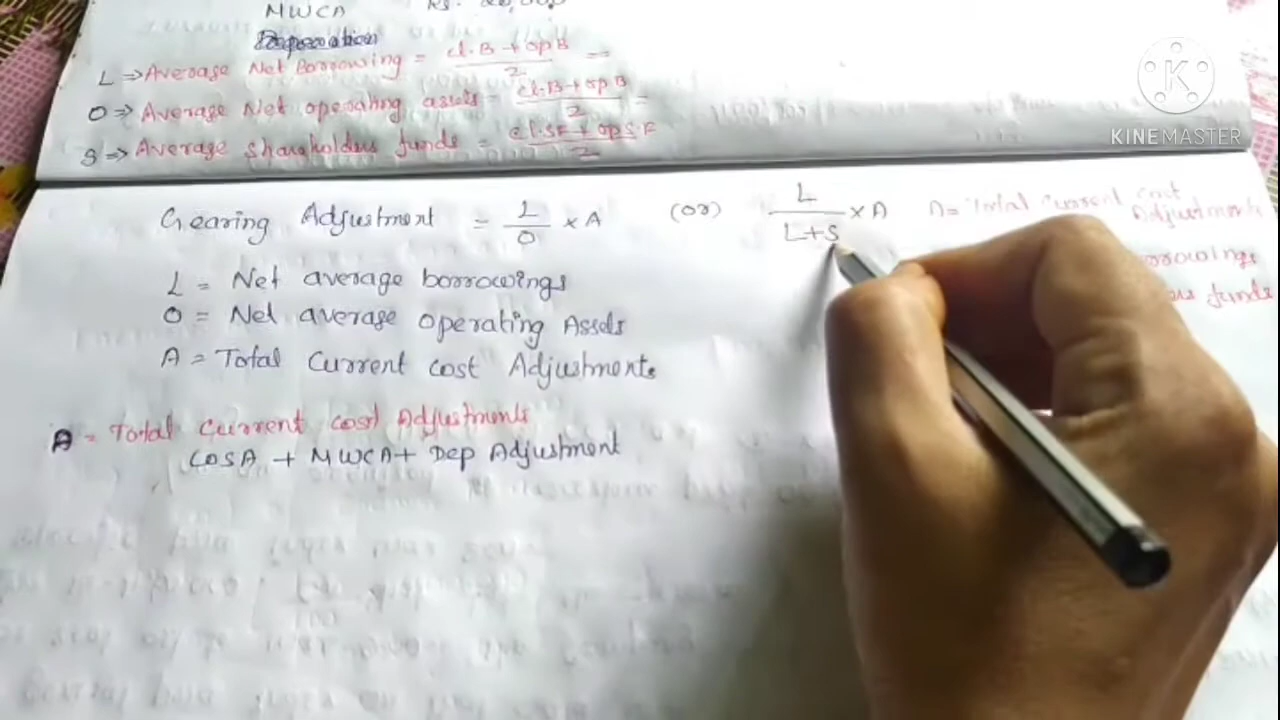 MWCA Rs.
L ⇒ Average Net Borrowing = cl.B + op B / 2 =
O ⇒ Average Net operating assets = cl.B + op B / 2 =
S ⇒ Average Shareholders funds = cl.SF + op S.F / 2
K
KINEMASTER
Gearing Adjustment = L / O × A (or) L / L+S × A A = Total Current cost Adjustments
L = Net average borrowings
O = Net average operating Assets
A = Total Current cost Adjustments
funds
A = Total Current cost Adjustments
COSA + MWCA + Dep Adjustment